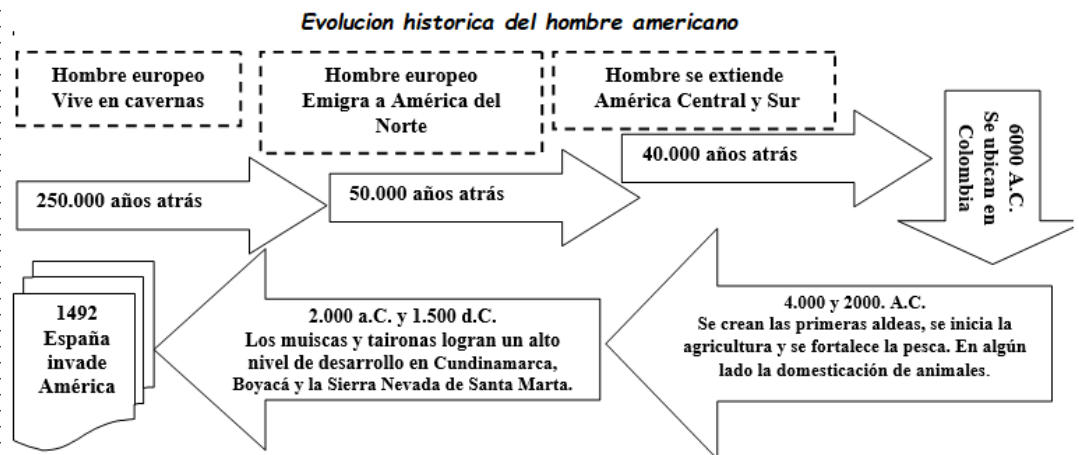 Evolucion historica del hombre americano
Hombre europeo
Vive en cavernas
Hombre europeo
Emigra a América del
Norte
Hombre se extiende
América Central y Sur
250.000 años atrás
50.000 años atrás
40.000 años atrás
6000 A.C.
Se ubican en
Colombia
4.000 y 2000. A.C.
Se crean las primeras aldeas, se inicia la
agricultura y se fortalece la pesca. En algún
lado la domesticación de animales.
2.000 a.C. y 1.500 d.C.
Los muiscas y taironas logran un alto
nivel de desarrollo en Cundinamarca,
Boyacá y la Sierra Nevada de Santa Marta.
1492
España
invade
América